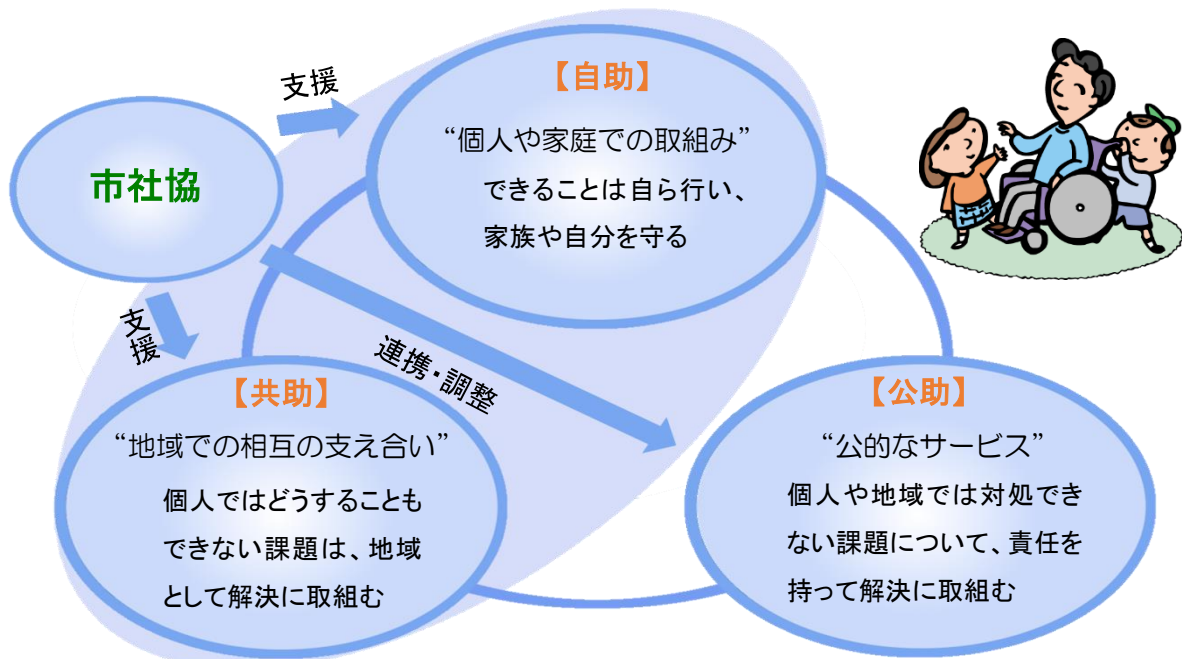 市社協
支援
支援
連携・調整
【自助】
“個人や家庭での取組み”
できることは自ら行い、
家族や自分を守る
【共助】
“地域での相互の支え合い”
個人ではどうすることも
できない課題は、地域
として解決に取組む
【公助】
“公的なサービス”
個人や地域では対処でき
ない課題について、責任を
持って解決に取組む